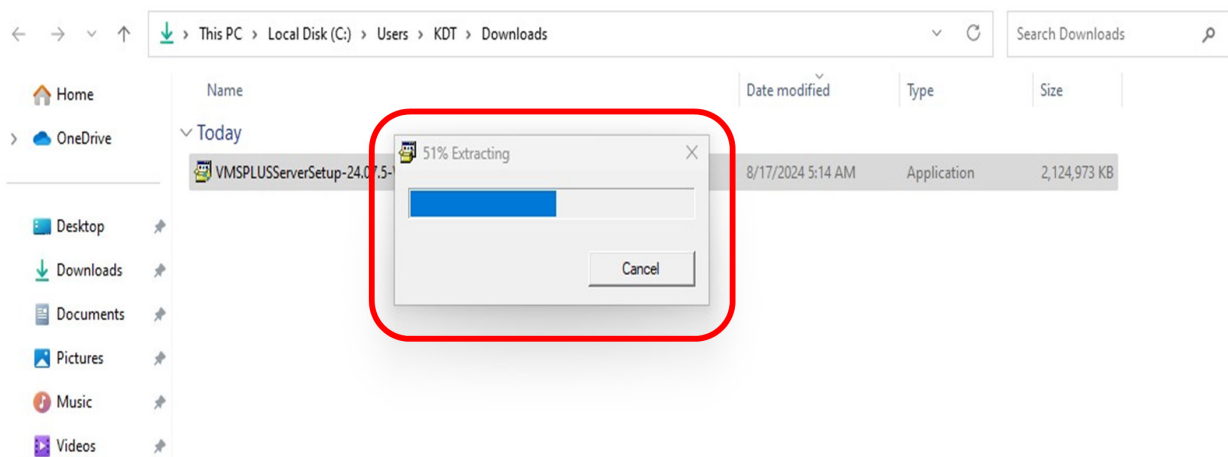 This PC > Local Disk (C:) > Users > KDT > Downloads
Search Downloads
Home
OneDrive
Desktop
Downloads
Documents
Pictures
Music
Videos
Name
Date modified
Type
Size
Today
VMSPLUSServerSetup-24.07.5-
8/17/2024 5:14 AM
Application
2,124,973 KB
51% Extracting
Cancel